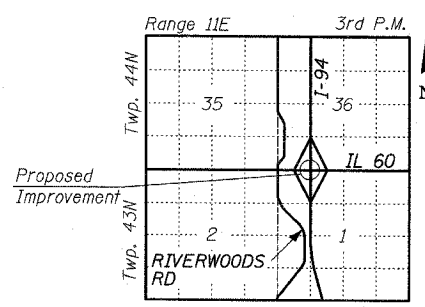 Range 11E 3rd P.M.
Twp. 44N
I-94
N
35
36
IL 60
Proposed
Improvement
Twp. 43N
2
1
RIVERWOODS
RD